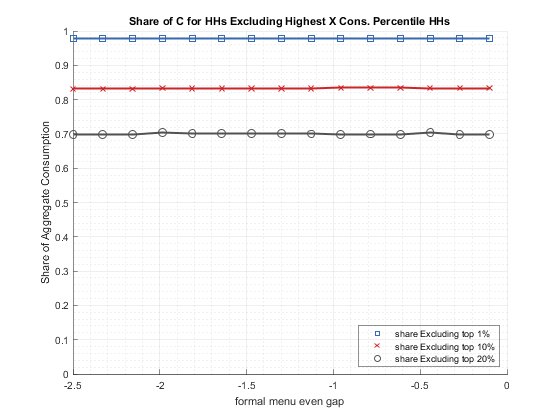 Share of C for HHs Excluding Highest X Cons. Percentile HHs
1
0.9
0.8
0.7
0.6
0.5
0.4
0.3
0.2
0.1
0
Share of Aggregate Consumption
share Excluding top 1%
share Excluding top 10%
share Excluding top 20%
-2.5 -2 -1.5 -1 -0.5 0
formal menu even gap